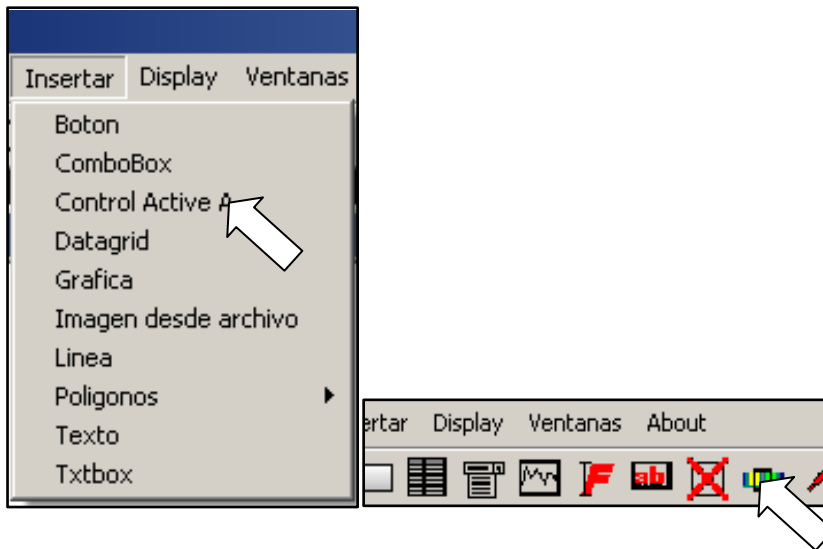 Insertar Display Ventanas
Boton
ComboBox
Control Active
Datagrid
Grafica
Imagen desde archivo
Linea
Poligonos
Texto
Txtbox
ertar Display Ventanas About
F ab